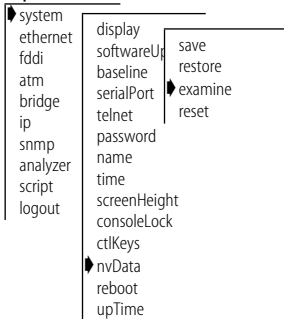 system
ethernet
fddi
atm
bridge
ip
snmp
analyzer
script
logout
display
softwareUp
baseline
serialPort
telnet
password
name
time
screenHeight
consoleLock
ctlKeys
nvData
reboot
upTime
save
restore
examine
reset